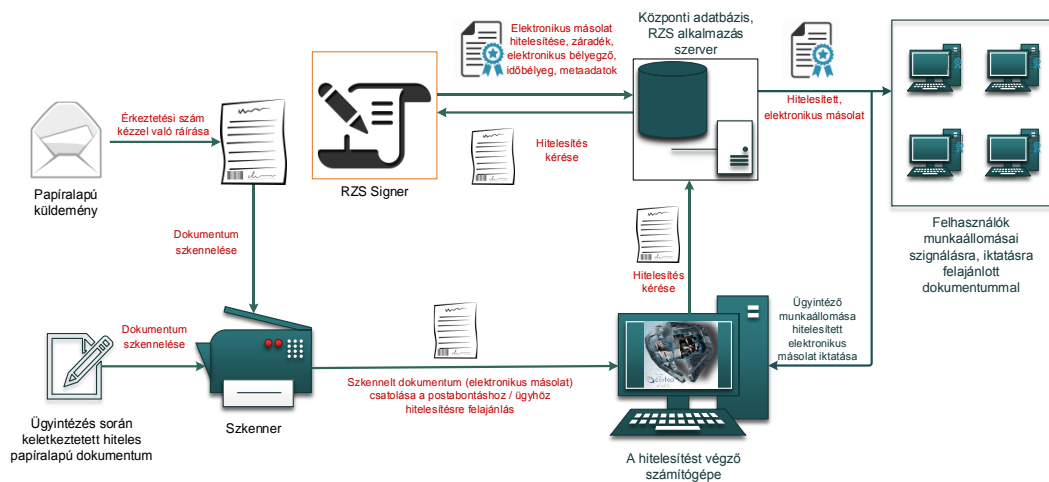 Elektronikus másolat
hitelesítése, záradék,
elektronikus bélyegző,
időbélyeg, metaadatok
Központi adatbázis,
RZS alkalmazás
szerver
Érkeztetési szám
kézzel való ráírása
Hitelesítés
kérése
Hitelesített,
elektronikus másolat
Papíralapú
küldemény
RZS Signer
Dokumentum
szkennelése
Hitelesítés
kérése
Felhasználók
munkaállomásai
szignálásra, iktatásra
felajánlott
dokumentummal
Dokumentum
szkennelése
Ügyintéző
munkaállomása
hitelesített
elektronikus
másolat iktatása
Szkennelt dokumentum (elektronikus másolat)
csatolása a postabontáshoz / ügyhöz
hitelesítésre felajánlás
Ügyintézés során
keletkeztetett hiteles
papíralapú dokumentum
Szkenner
A hitelesítést végző
számítógépe